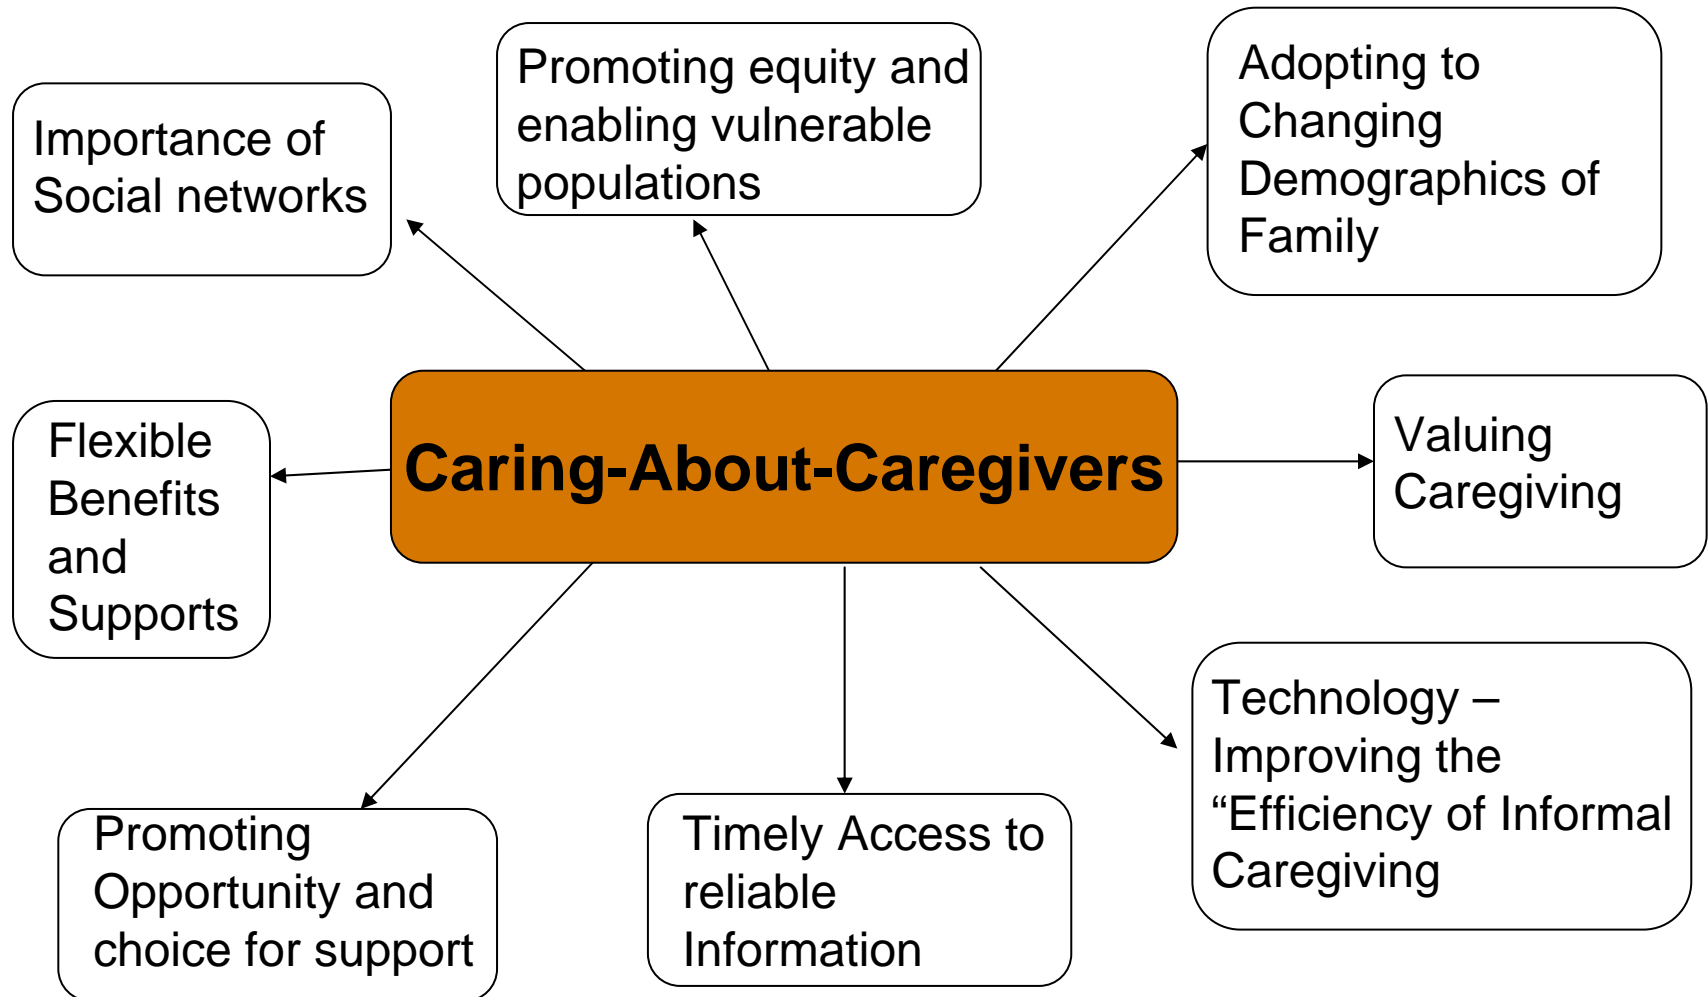 Importance of
Social networks
Promoting equity and
enabling vulnerable
populations
Adopting to
Changing
Demographics of
Family
Flexible
Benefits
and
Supports
Caring-About-Caregivers
Valuing
Caregiving
Promoting
Opportunity and
choice for support
Timely Access to
reliable
Information
Technology –
Improving the
“Efficiency of Informal
Caregiving